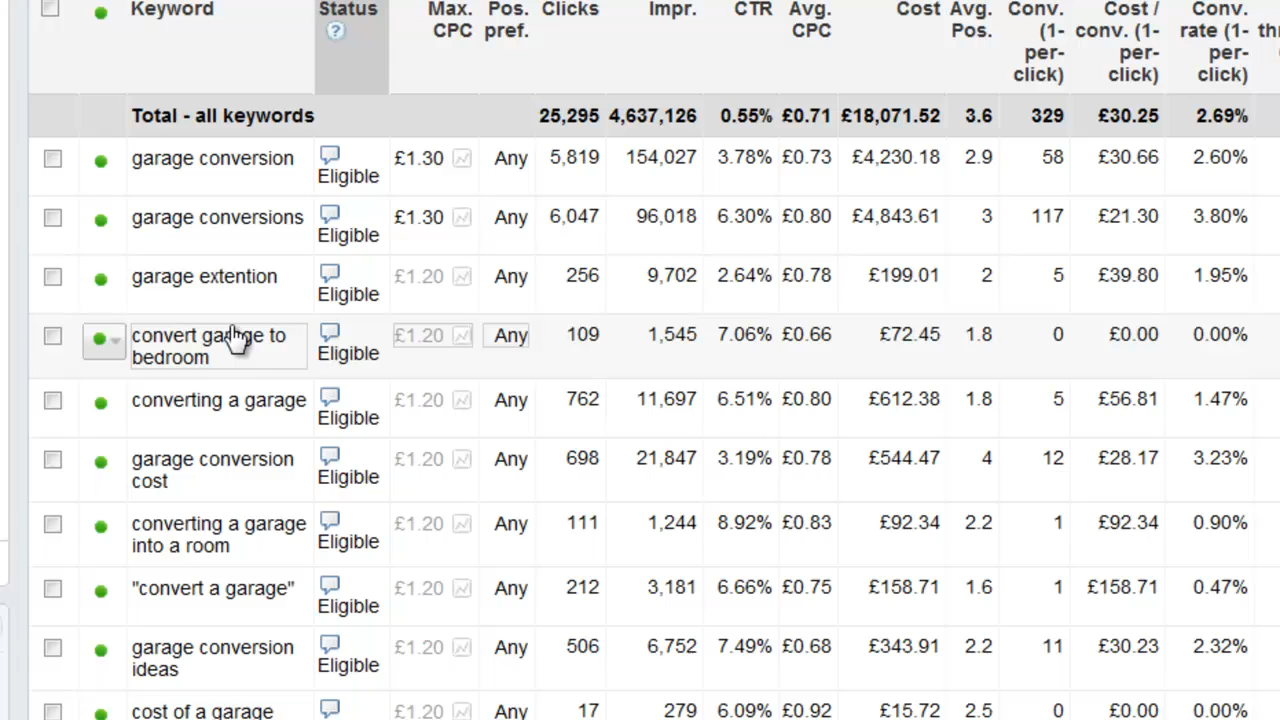 Keyword Status Max. Pos. Clicks Impr. CTR Avg. Cost Avg. Conv. Cost / Conv.
? CPC pref. CPC Pos. (1- conv. (1- rate (1-
per- per- per-
click) click) click)
Total - all keywords 25,295 4,637,126 0.55% £0.71 £18,071.52 3.6 329 £30.25 2.69%
garage conversion £1.30 Any 5,819 154,027 3.78% £0.73 £4,230.18 2.9 58 £30.66 2.60%
Eligible
garage conversions £1.30 Any 6,047 96,018 6.30% £0.80 £4,843.61 3 117 £21.30 3.80%
Eligible
garage extention £1.20 Any 256 9,702 2.64% £0.78 £199.01 2 5 £39.80 1.95%
Eligible
convert garage to £1.20 Any 109 1,545 7.06% £0.66 £72.45 1.8 0 £0.00 0.00%
bedroom Eligible
converting a garage £1.20 Any 762 11,697 6.51% £0.80 £612.38 1.8 5 £56.81 1.47%
Eligible
garage conversion £1.20 Any 698 21,847 3.19% £0.78 £544.47 4 12 £28.17 3.23%
cost Eligible
converting a garage £1.20 Any 111 1,244 8.92% £0.83 £92.34 2.2 1 £92.34 0.90%
into a room Eligible
"convert a garage" £1.20 Any 212 3,181 6.66% £0.75 £158.71 1.6 1 £158.71 0.47%
Eligible
garage conversion £1.20 Any 506 6,752 7.49% £0.68 £343.91 2.2 11 £30.23 2.32%
ideas Eligible
cost of a garage £1.20 Any 17 279 6.09% £0.92 £15.72 2.5 0 £0.00 0.00%